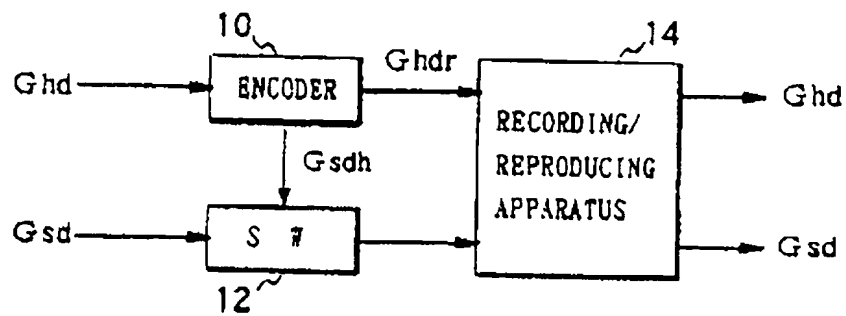 10
14
Ghd
ENCODER
Ghdr
Ghd
RECORDING/
REPRODUCING
APPARATUS
Gsdh
Gsd
S W
Gsd
12